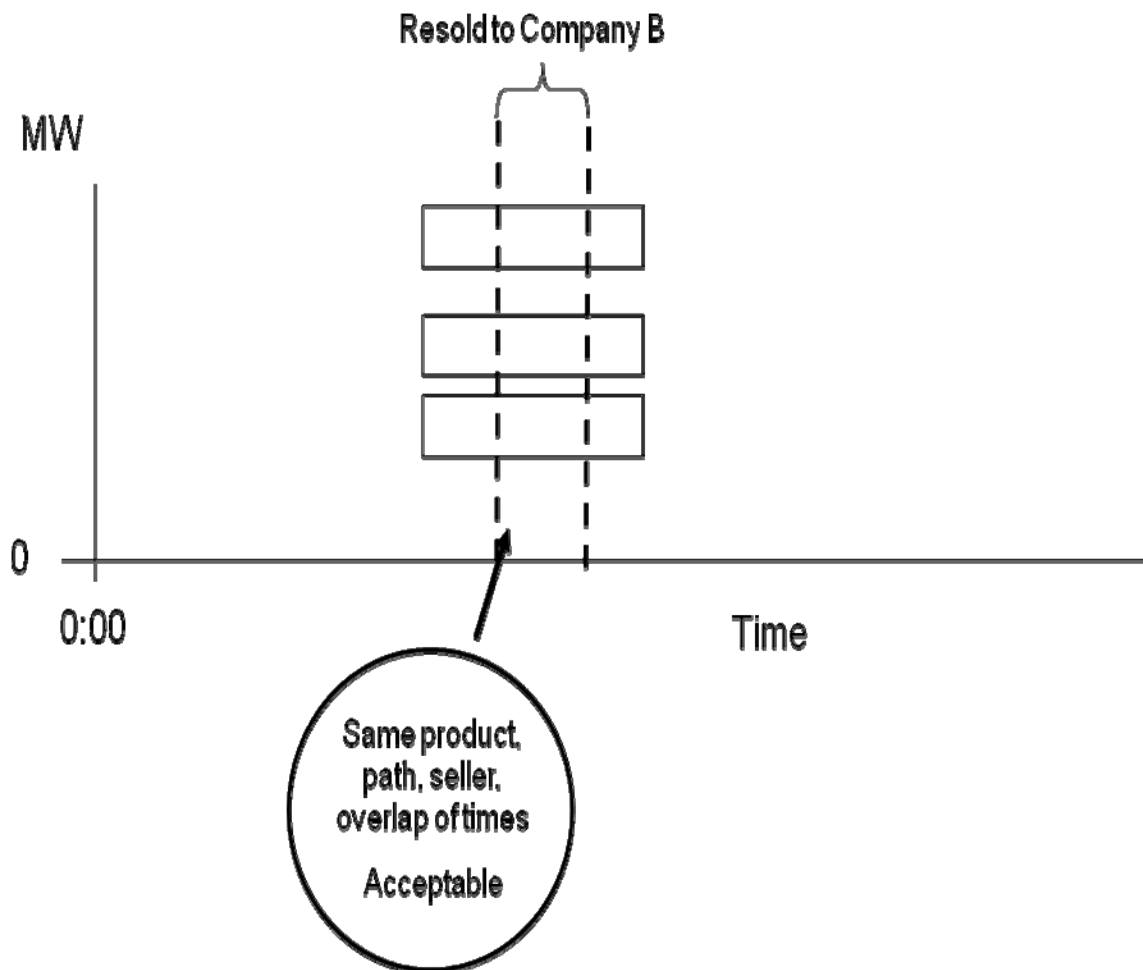 Resold to Company B
MW
0
0:00
Time
Same product,
path, seller,
overlap of times
Acceptable